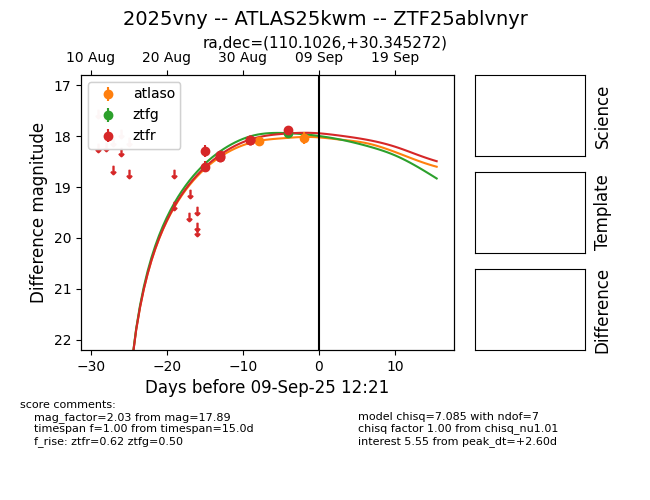 2025vny -- ATLAS25kwm -- ZTF25ablvnyr
ra,dec=(110.1026,+30.345272)
10 Aug 20 Aug 30 Aug 09 Sep 19 Sep
atlaso
ztfg
ztfr
17
18
19
20
21
22
Difference magnitude
−30 −20 −10 0 10
Days before 09-Sep-25 12:21
Science
Template
Difference
score comments:
mag_factor=2.03 from mag=17.89
timespan f=1.00 from timespan=15.0d
f_rise: ztfr=0.62 ztfg=0.50
model chisq=7.085 with ndof=7
chisq factor 1.00 from chisq_nu1.01
interest 5.55 from peak_dt=+2.60d